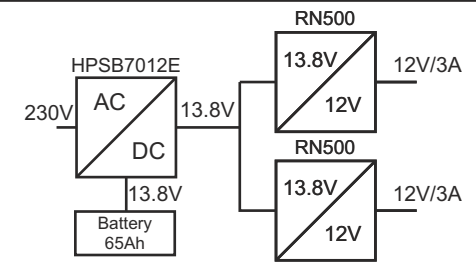 RN500
13.8V
12V/3A
12V
HPSB7012E
230V
AC
13.8V
DC
13.8V
Battery
65Ah
RN500
13.8V
12V/3A
12V